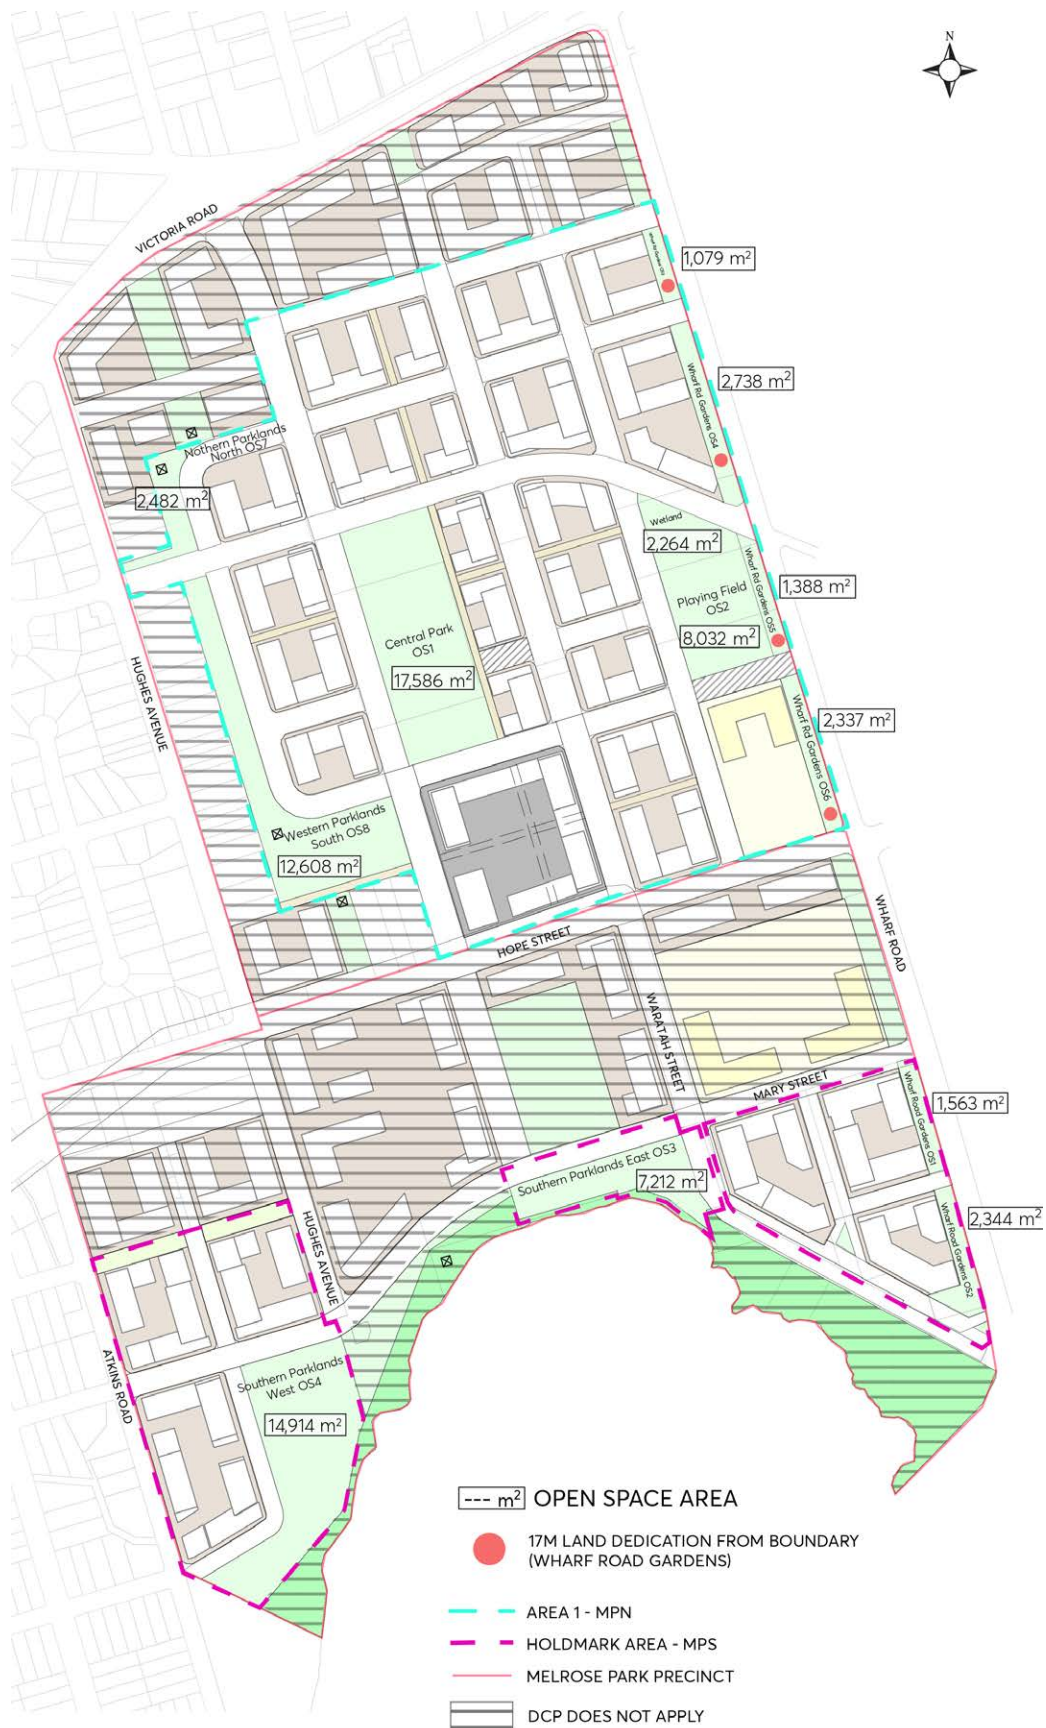 N
VICTORIA ROAD
1,079 m²
2,738 m²
Wharf Rd Gardens OS4
Nothern Parklands
North OS7
2,482 m²
Wetland
2,264 m²
Wharf Rd Gardens OS5
1,388 m²
Playing Field
OS2
8,032 m²
Central Park
OS1
17,586 m²
HUGHES AVENUE
Wharf Rd Gardens OS6
2,337 m²
Western Parklands
South OS8
12,608 m²
HOPE STREET
WHARF ROAD
WARATAH STREET
MARY STREET
Wharf Road Gardens OS1
1,563 m²
Southern Parklands East OS3
7,212 m²
Wharf Road Gardens OS2
2,344 m²
HUGHES AVENUE
ATKINS ROAD
Southern Parklands
West OS4
14,914 m²
--- m² OPEN SPACE AREA
17M LAND DEDICATION FROM BOUNDARY
(WHARF ROAD GARDENS)
AREA 1 - MPN
HOLDMARK AREA - MPS
MELROSE PARK PRECINCT
DCP DOES NOT APPLY